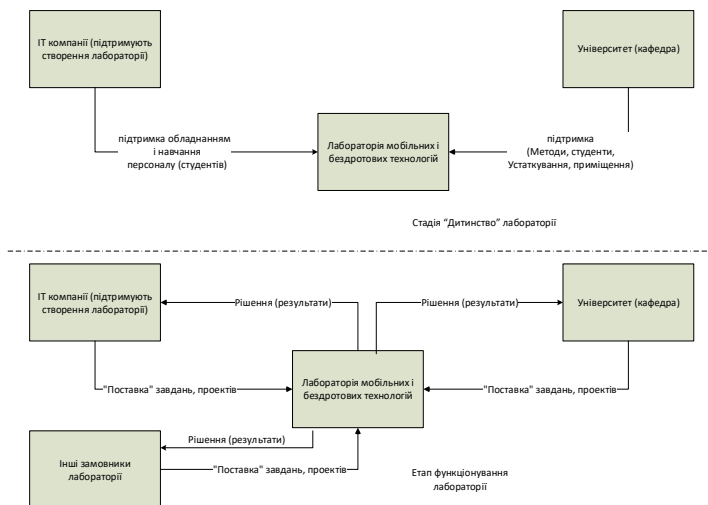 ІТ компанії (підтримують
створення лабораторії)
Університет (кафедра)
підтримка обладнанням
і навчання
персоналу (студентів)
Лабораторія мобільних і
бездротових технологій
підтримка
(Методи, студенти,
Устаткування, приміщення)
Стадія “Дитинство” лабораторії
ІТ компанії (підтримують
створення лабораторії)
Рішення (результати)
Рішення (результати)
Університет (кафедра)
"Поставка" завдань, проектів
Лабораторія мобільних і
бездротових технологій
"Поставка" завдань, проектів
Рішення (результати)
Інші замовники
лабораторії
"Поставка" завдань, проектів
Етап функціонування
лабораторії